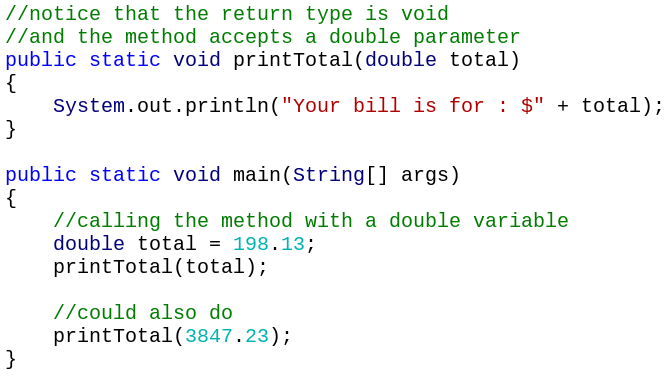 //notice that the return type is void
//and the method accepts a double parameter
public static void printTotal(double total)
{
    System.out.println("Your bill is for : $" + total);
}

public static void main(String[] args)
{
    //calling the method with a double variable
    double total = 198.13;
    printTotal(total);

    //could also do
    printTotal(3847.23);
}